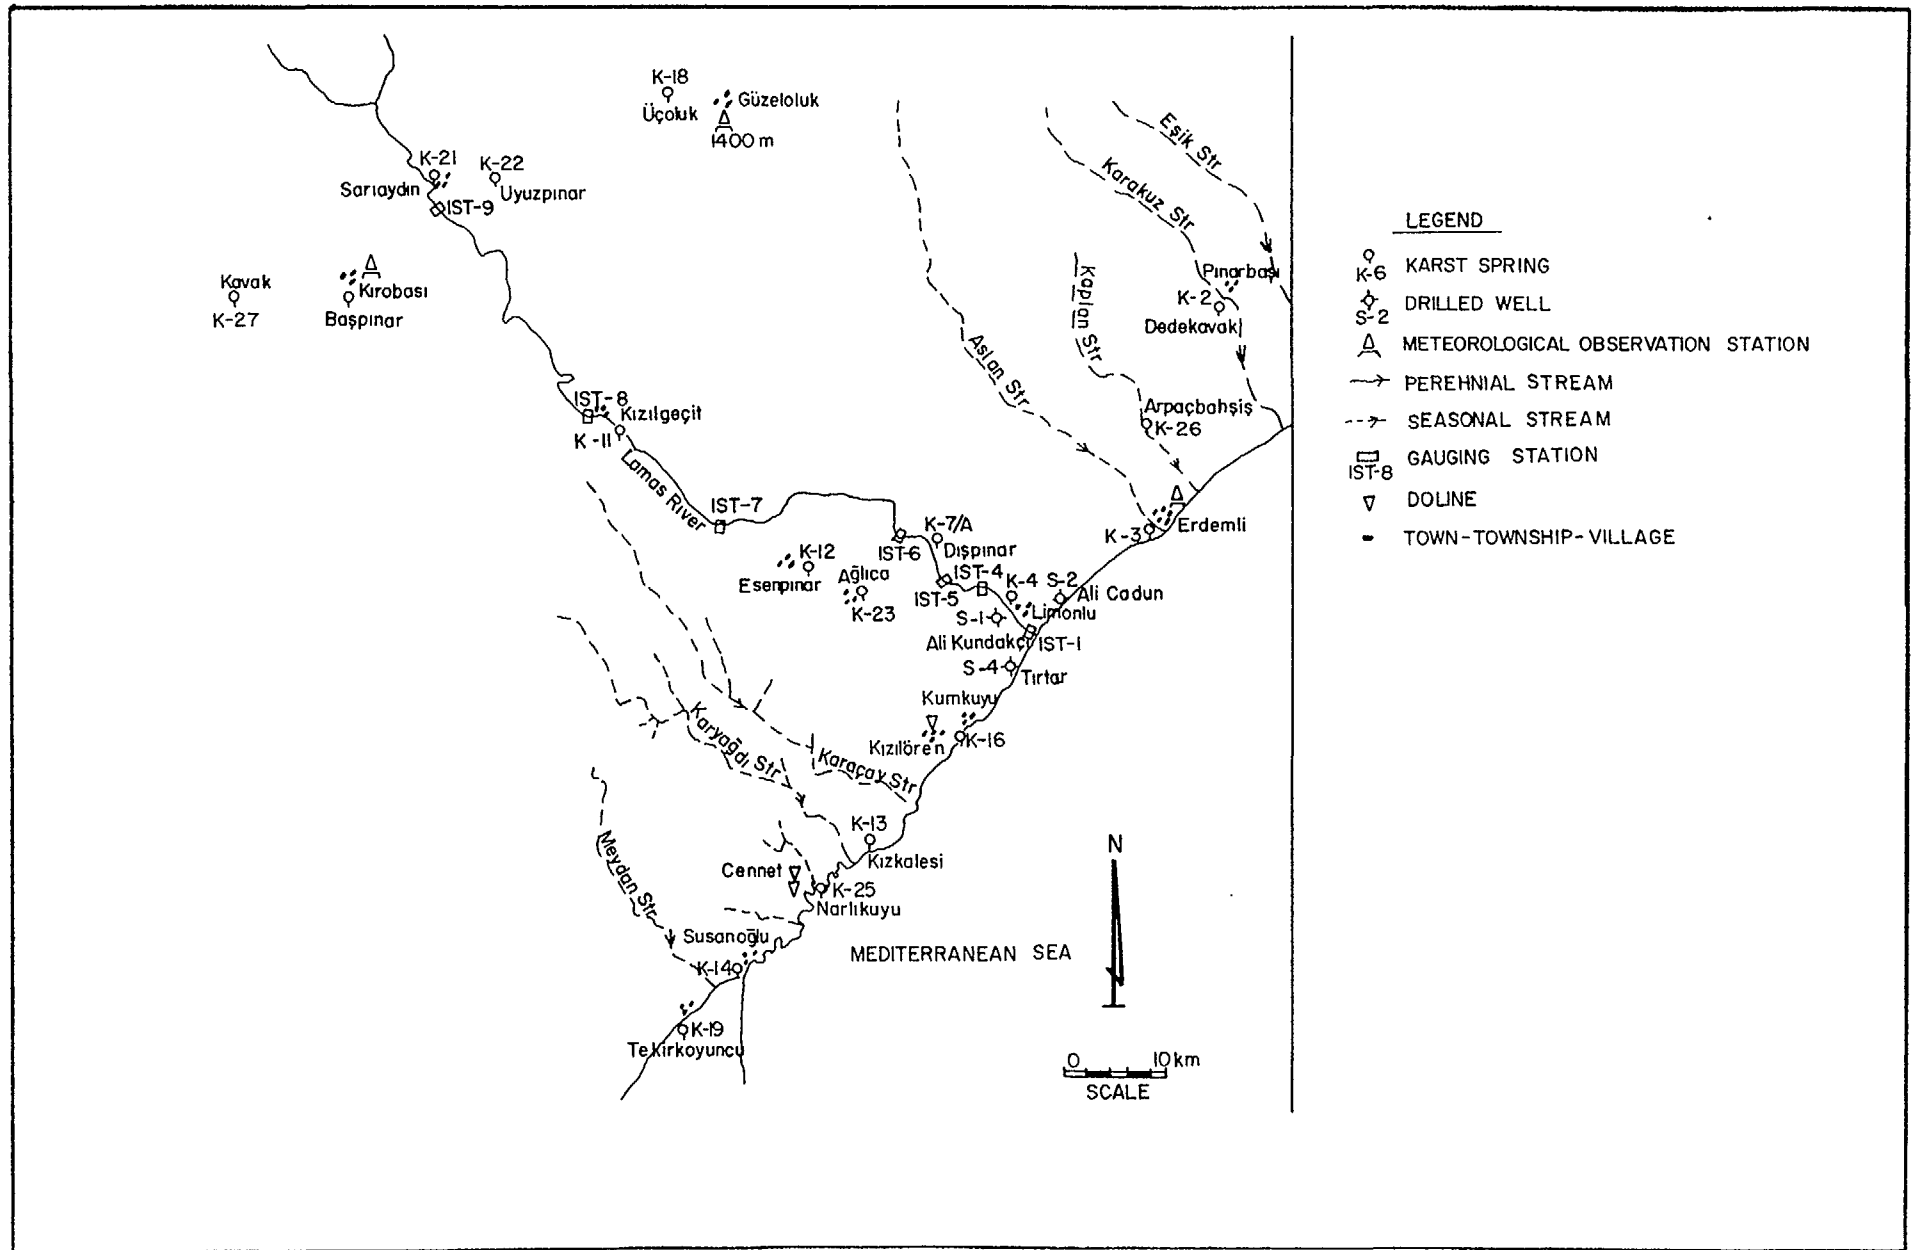 K-18
Üçoluk
Güzeloluk
1400 m
K-21
K-22
Sarıaydın
Uyuzpınar
IST-9
Kavak
K-27
Kırobası
Başpınar
Eşik Str
Karakuz Str
Pınarbaşı
K-2
Dedekavak
Kaplan Str
Aslan Str
Arpaçbahşiş
K-26
IST-8
Kızılgeçit
K-11
Lamas River
IST-7
IST-6
K-7/A
Dışpınar
K-3
Erdemli
K-12
Esenpınar
Ağlıca
K-23
IST-4
IST-5
K-4
S-2
Ali Cadun
Limonlu
S-1
Ali Kundakçı
IST-1
S-4
Tırtar
Kumkuyu
Kızılören
K-16
Karyağdı Str
Karaçay Str
K-13
Kızkalesi
Meydan Str
Cennet
K-25
Narlıkuyu
Susanoğlu
K-14
MEDITERRANEAN SEA
K-19
Tekirkoyuncu
N
0 10 km
SCALE
LEGEND
K-6 KARST SPRING
S-2 DRILLED WELL
METEOROLOGICAL OBSERVATION STATION
PEREHNIAL STREAM
SEASONAL STREAM
IST-8 GAUGING STATION
DOLINE
TOWN-TOWNSHIP-VILLAGE